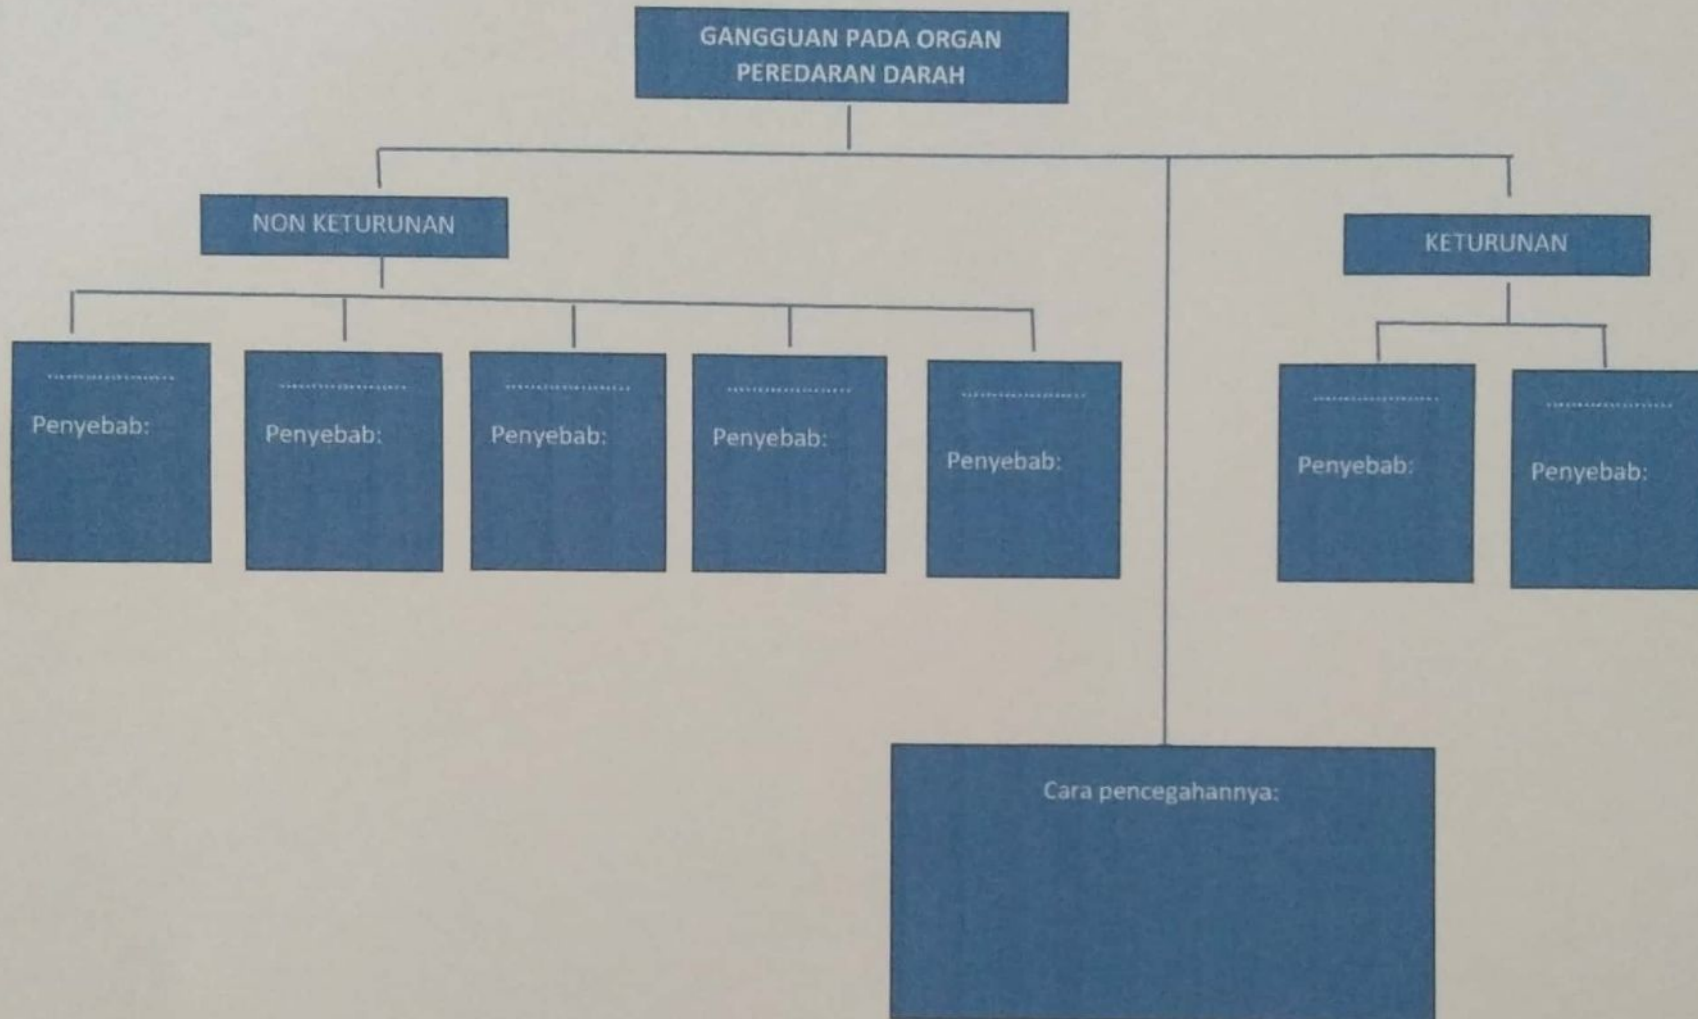 GANGGUAN PADA ORGAN
PEREDARAN DARAH
NON KETURUNAN
KETURUNAN
........................
Penyebab:
........................
Penyebab:
........................
Penyebab:
........................
Penyebab:
........................
Penyebab:
........................
Penyebab:
........................
Penyebab:
Cara pencegahannya: